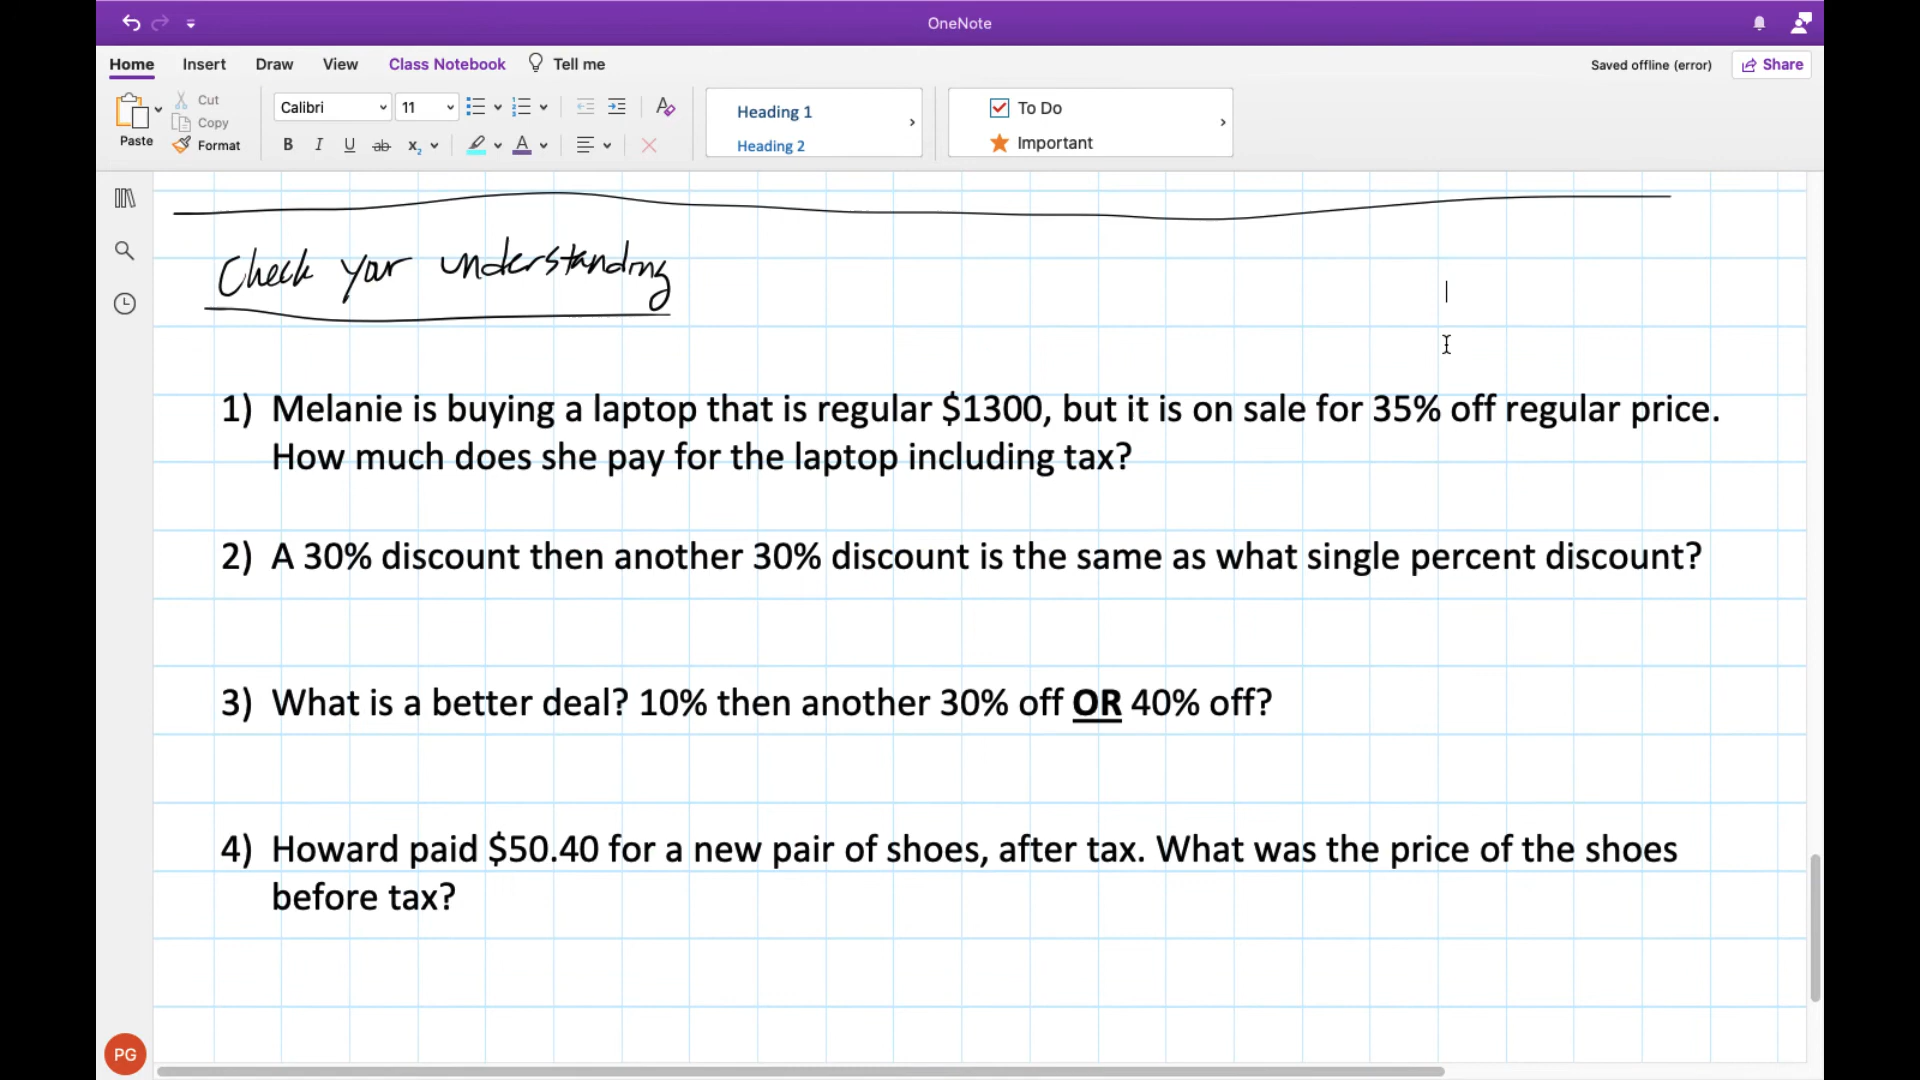 OneNote
Home Insert Draw View Class Notebook Tell me
Saved offline (error) Share
Paste Cut Copy Format
Calibri 11
B I U ab x₂ A
Heading 1
Heading 2
To Do
Important
Check your understanding
1) Melanie is buying a laptop that is regular $1300, but it is on sale for 35% off regular price.
How much does she pay for the laptop including tax?
2) A 30% discount then another 30% discount is the same as what single percent discount?
3) What is a better deal? 10% then another 30% off OR 40% off?
4) Howard paid $50.40 for a new pair of shoes, after tax. What was the price of the shoes
before tax?
PG